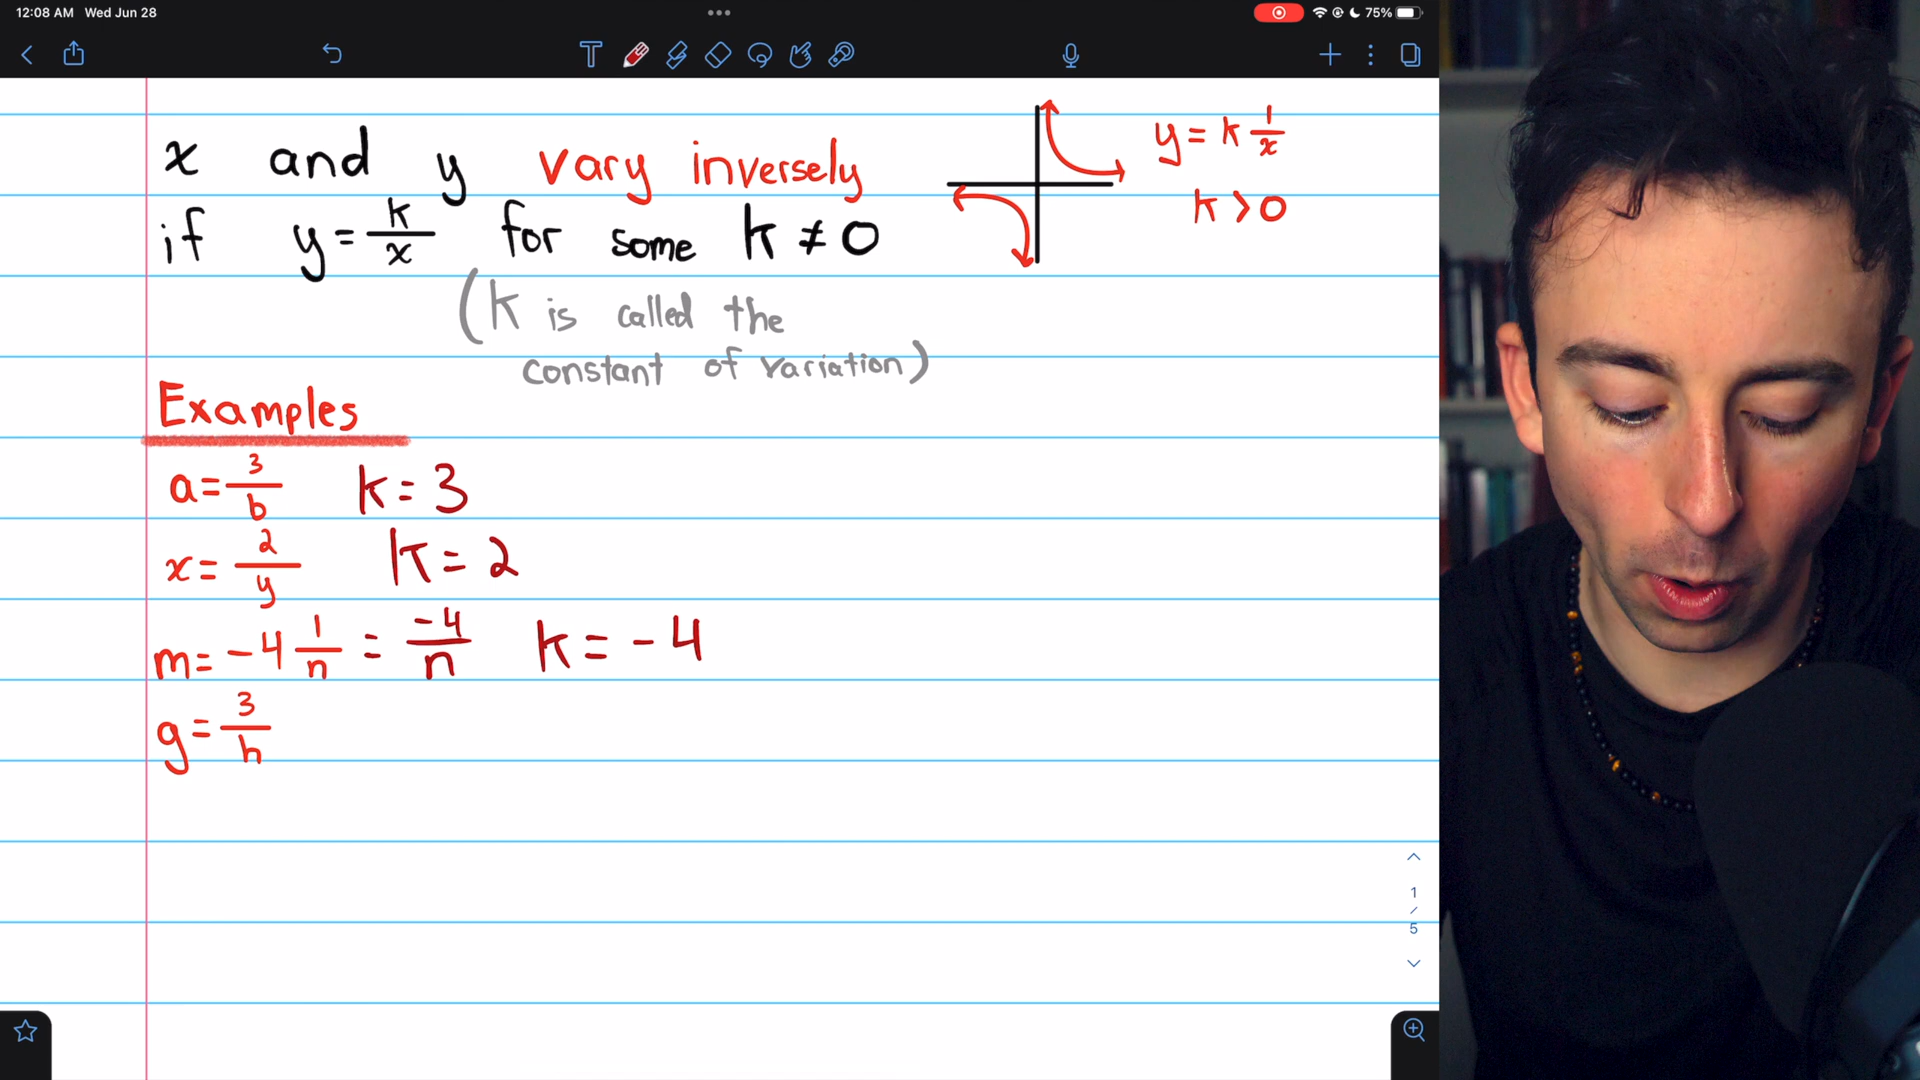 12:08 AM Wed Jun 28
75%
x and y vary inversely
if y = k/x for some k ≠ 0
(k is called the
constant of variation)
y = k 1/x
k > 0
Examples
a = 3/b k = 3
x = 2/y k = 2
m = -4 1/n = -4/n k = -4
g = 3/h
1
/
5